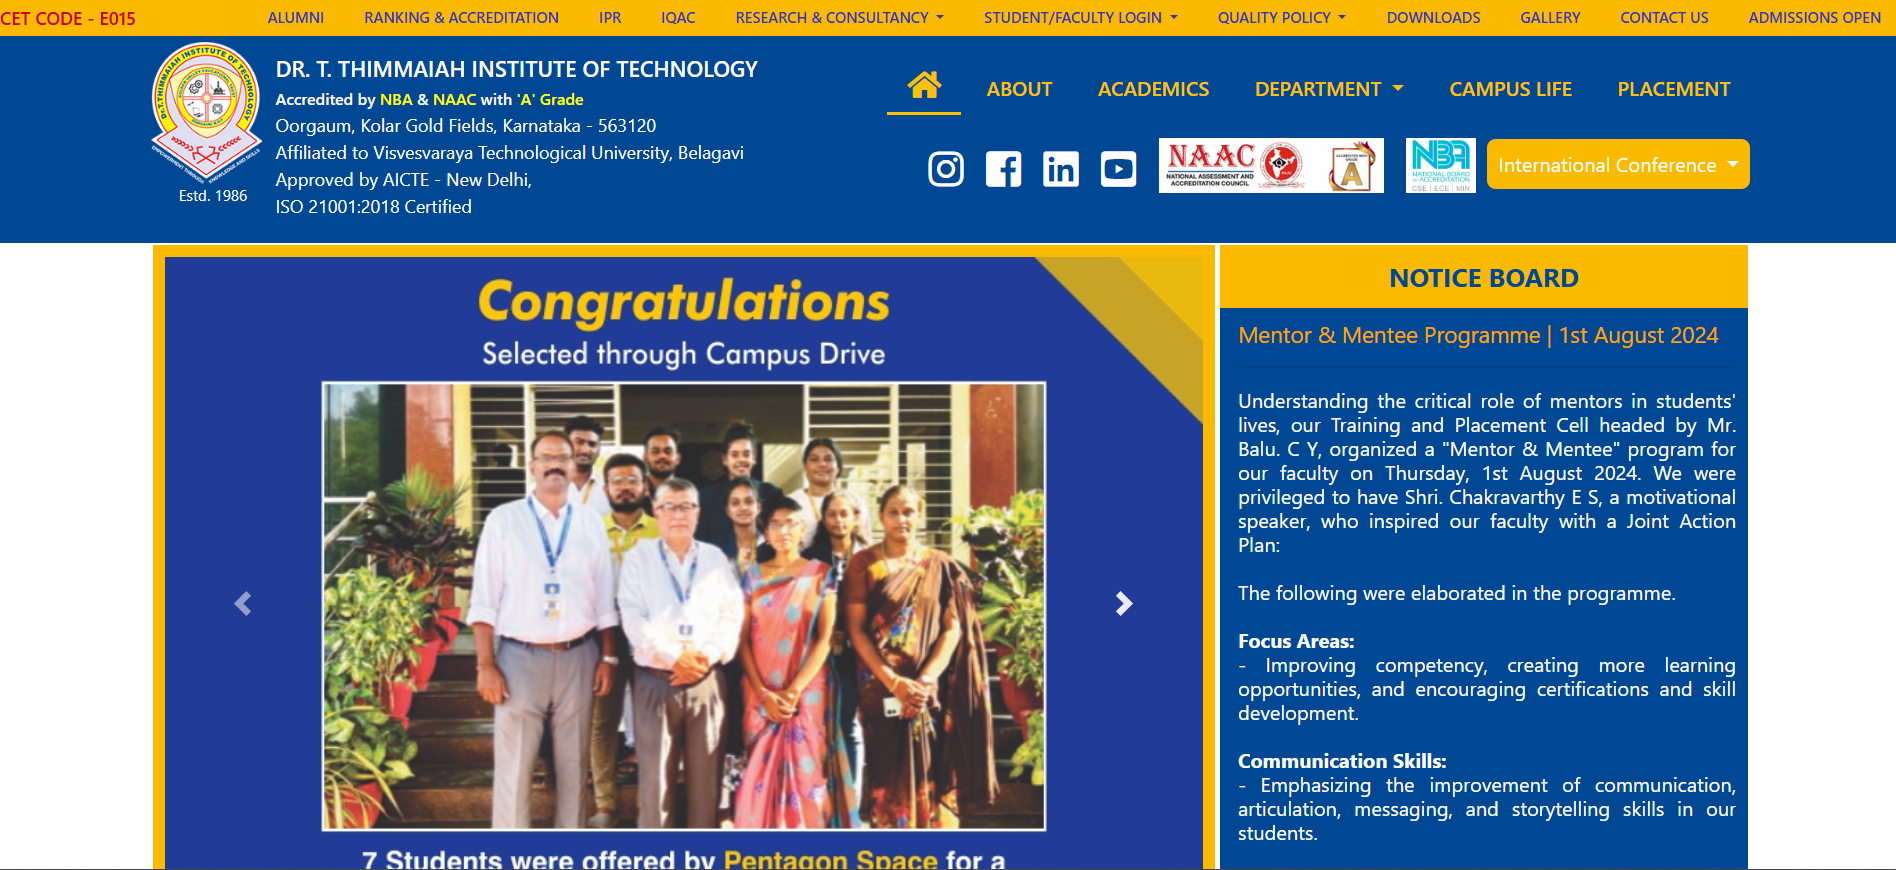 CET CODE - E015
ALUMNI
RANKING & ACCREDITATION
IPR
IQAC
RESEARCH & CONSULTANCY
STUDENT/FACULTY LOGIN
QUALITY POLICY
DOWNLOADS
GALLERY
CONTACT US
ADMISSIONS OPEN
DR. T. THIMMAIAH INSTITUTE OF TECHNOLOGY
Accredited by NBA & NAAC with 'A' Grade
Oorgaum, Kolar Gold Fields, Karnataka - 563120
Affiliated to Visvesvaraya Technological University, Belagavi
Approved by AICTE - New Delhi,
ISO 21001:2018 Certified
Dr. THIMMAIAH INSTITUTE OF TECHNOLOGY
Estd. 1986
ABOUT
ACADEMICS
DEPARTMENT
CAMPUS LIFE
PLACEMENT
NAAC
NATIONAL ASSESSMENT AND
ACCREDITATION COUNCIL
ACCREDITED WITH
GRADE
A
NBA
NATIONAL BOARD
OF ACCREDITATION
CSE | ECE | MIN
International Conference
Congratulations
Selected through Campus Drive
7 Students were offered by Pentagon Space for a
NOTICE BOARD
Mentor & Mentee Programme | 1st August 2024
Understanding the critical role of mentors in students'
lives, our Training and Placement Cell headed by Mr.
Balu. C Y, organized a "Mentor & Mentee" program for
our faculty on Thursday, 1st August 2024. We were
privileged to have Shri. Chakravarthy E S, a motivational
speaker, who inspired our faculty with a Joint Action
Plan:
The following were elaborated in the programme.
Focus Areas:
- Improving competency, creating more learning
opportunities, and encouraging certifications and skill
development.
Communication Skills:
- Emphasizing the improvement of communication,
articulation, messaging, and storytelling skills in our
students.